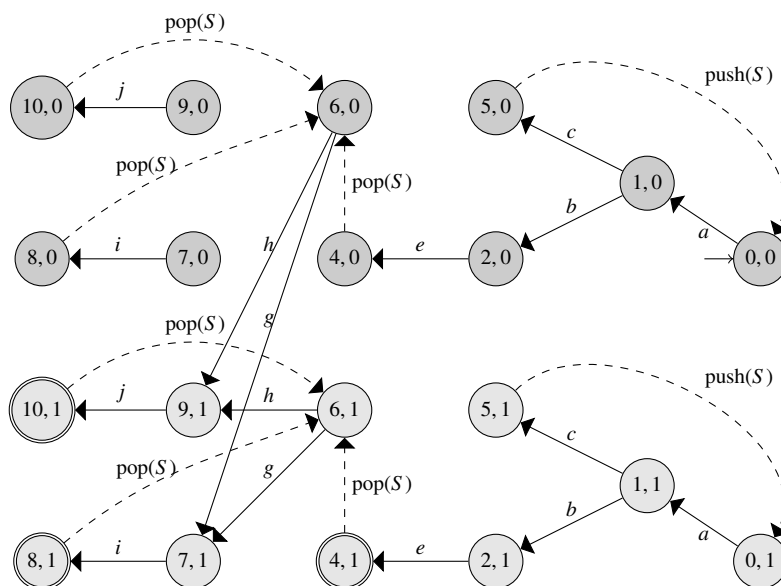 pop(S)
push(S)
10, 0
j
9, 0
6, 0
5, 0
c
pop(S)
pop(S)
1, 0
b
a
8, 0
i
7, 0
h
4, 0
e
2, 0
0, 0
g
pop(S)
push(S)
10, 1
j
9, 1
h
6, 1
5, 1
c
pop(S)
g
pop(S)
1, 1
b
a
8, 1
i
7, 1
4, 1
e
2, 1
0, 1